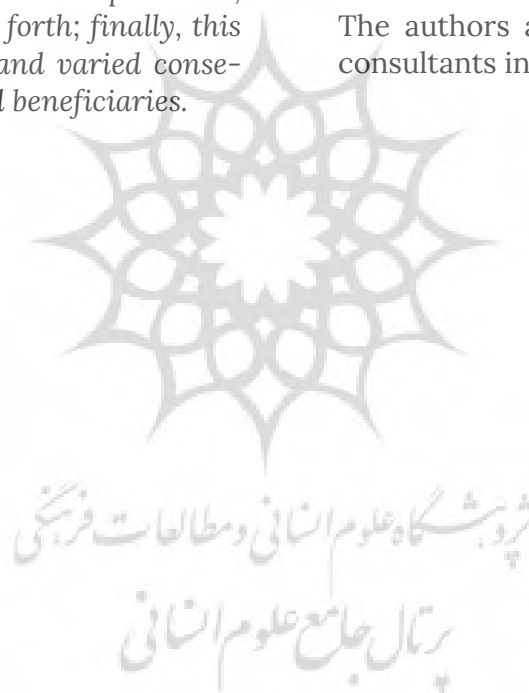 forth; finally, this
and varied conse-
l beneficiaries.
The authors a
consultants in
پژوهشگاه علوم انسانی و مطالعات فرهنگی
پرتال جامع علوم انسانی